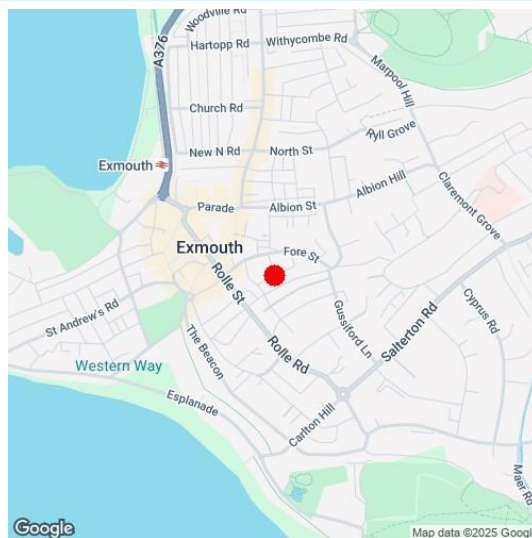 Woodville Rd
A376
Hartopp Rd
Withycombe Rd
Marpool Hill
Church Rd
Ryll Grove
New N Rd
North St
Exmouth
Albion Hill
Claremont Grove
Parade
Albion St
Exmouth
Fore St
Rolle St
St Andrew's Rd
Gussiford Ln
Cyprus Rd
Salterton Rd
The Beacon
Rolle Rd
Western Way
Esplanade
Carlton Hill
Maer Ro
Google
Map data ©2025 Google